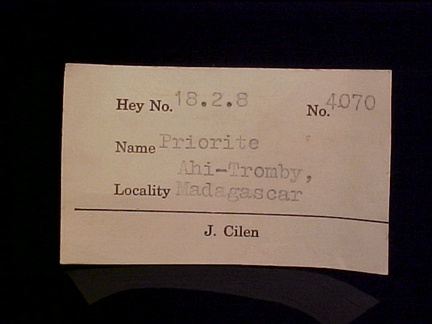 Hey No. 18.2.8 No. 4070
Name Priorite
Ahi-Tromby,
Locality Madagascar
J. Cilen